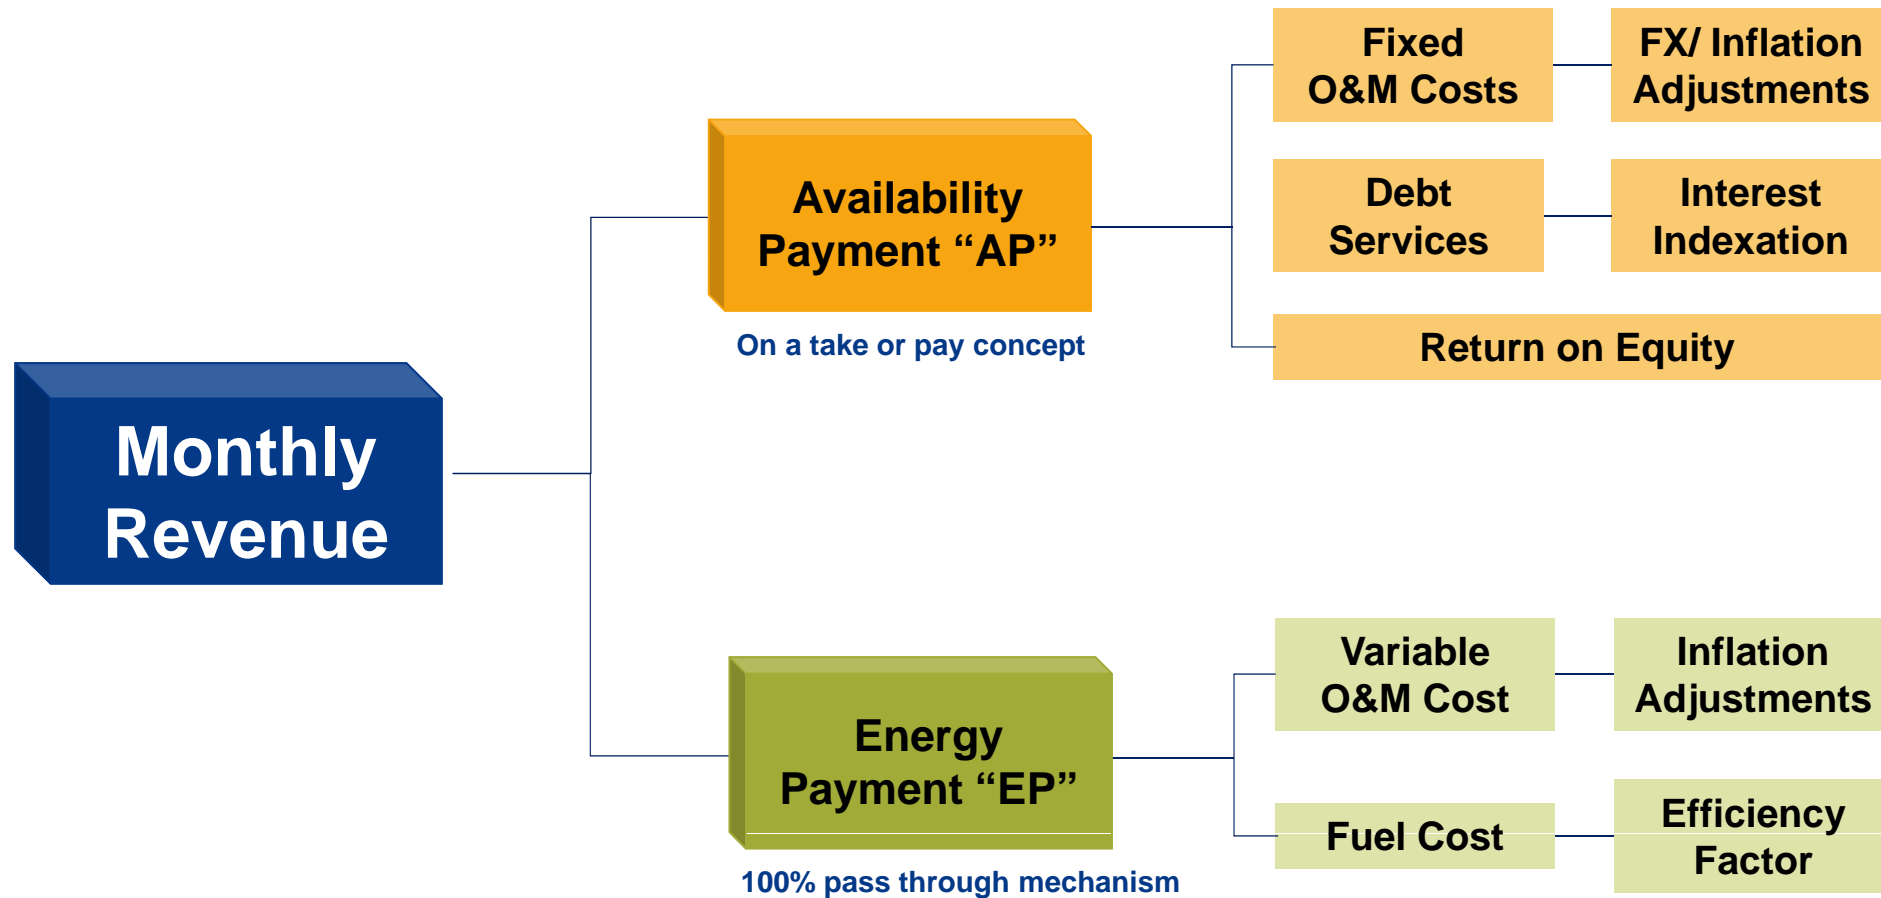 Monthly
Revenue
Availability
Payment “AP”
On a take or pay concept
Fixed
O&M Costs
FX/ Inflation
Adjustments
Debt
Services
Interest
Indexation
Return on Equity
Energy
Payment “EP”
100% pass through mechanism
Variable
O&M Cost
Inflation
Adjustments
Fuel Cost
Efficiency
Factor